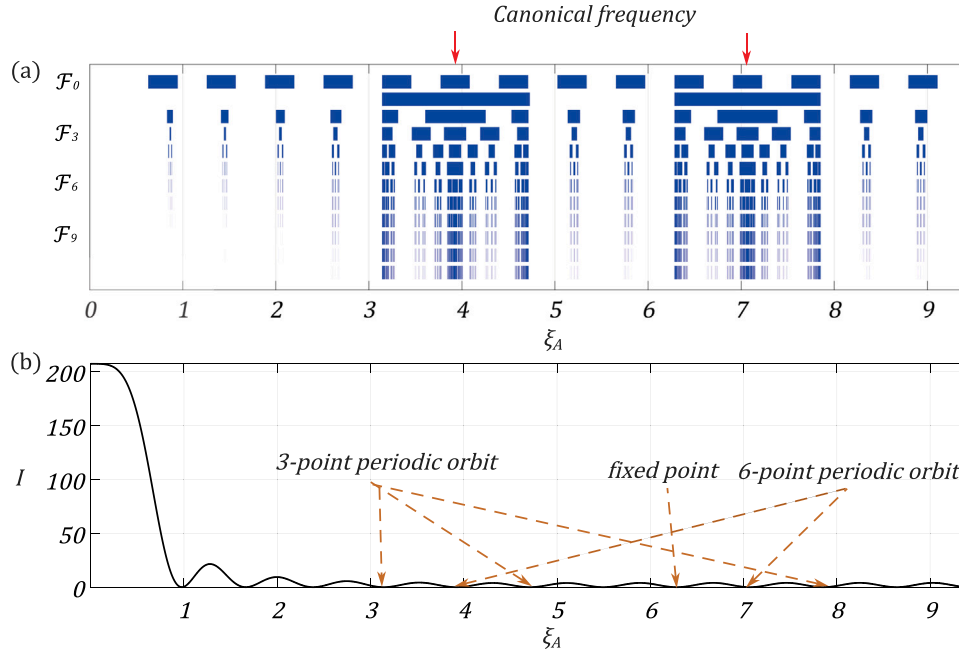 Canonical frequency
(a)
ℱ₀
ℱ₃
ℱ₆
ℱ₉
0 1 2 3 4 5 6 7 8 9
ξ_A
(b)
200
150
100
50
0
I
3-point periodic orbit
fixed point
6-point periodic orbit
1 2 3 4 5 6 7 8 9
ξ_A